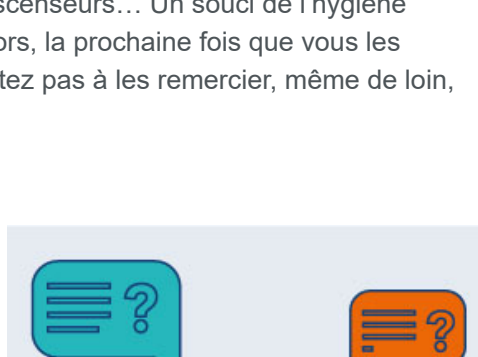 scenseurs… Un souci de l'hygiène
ors, la prochaine fois que vous les
tez pas à les remercier, même de loin,
?
?